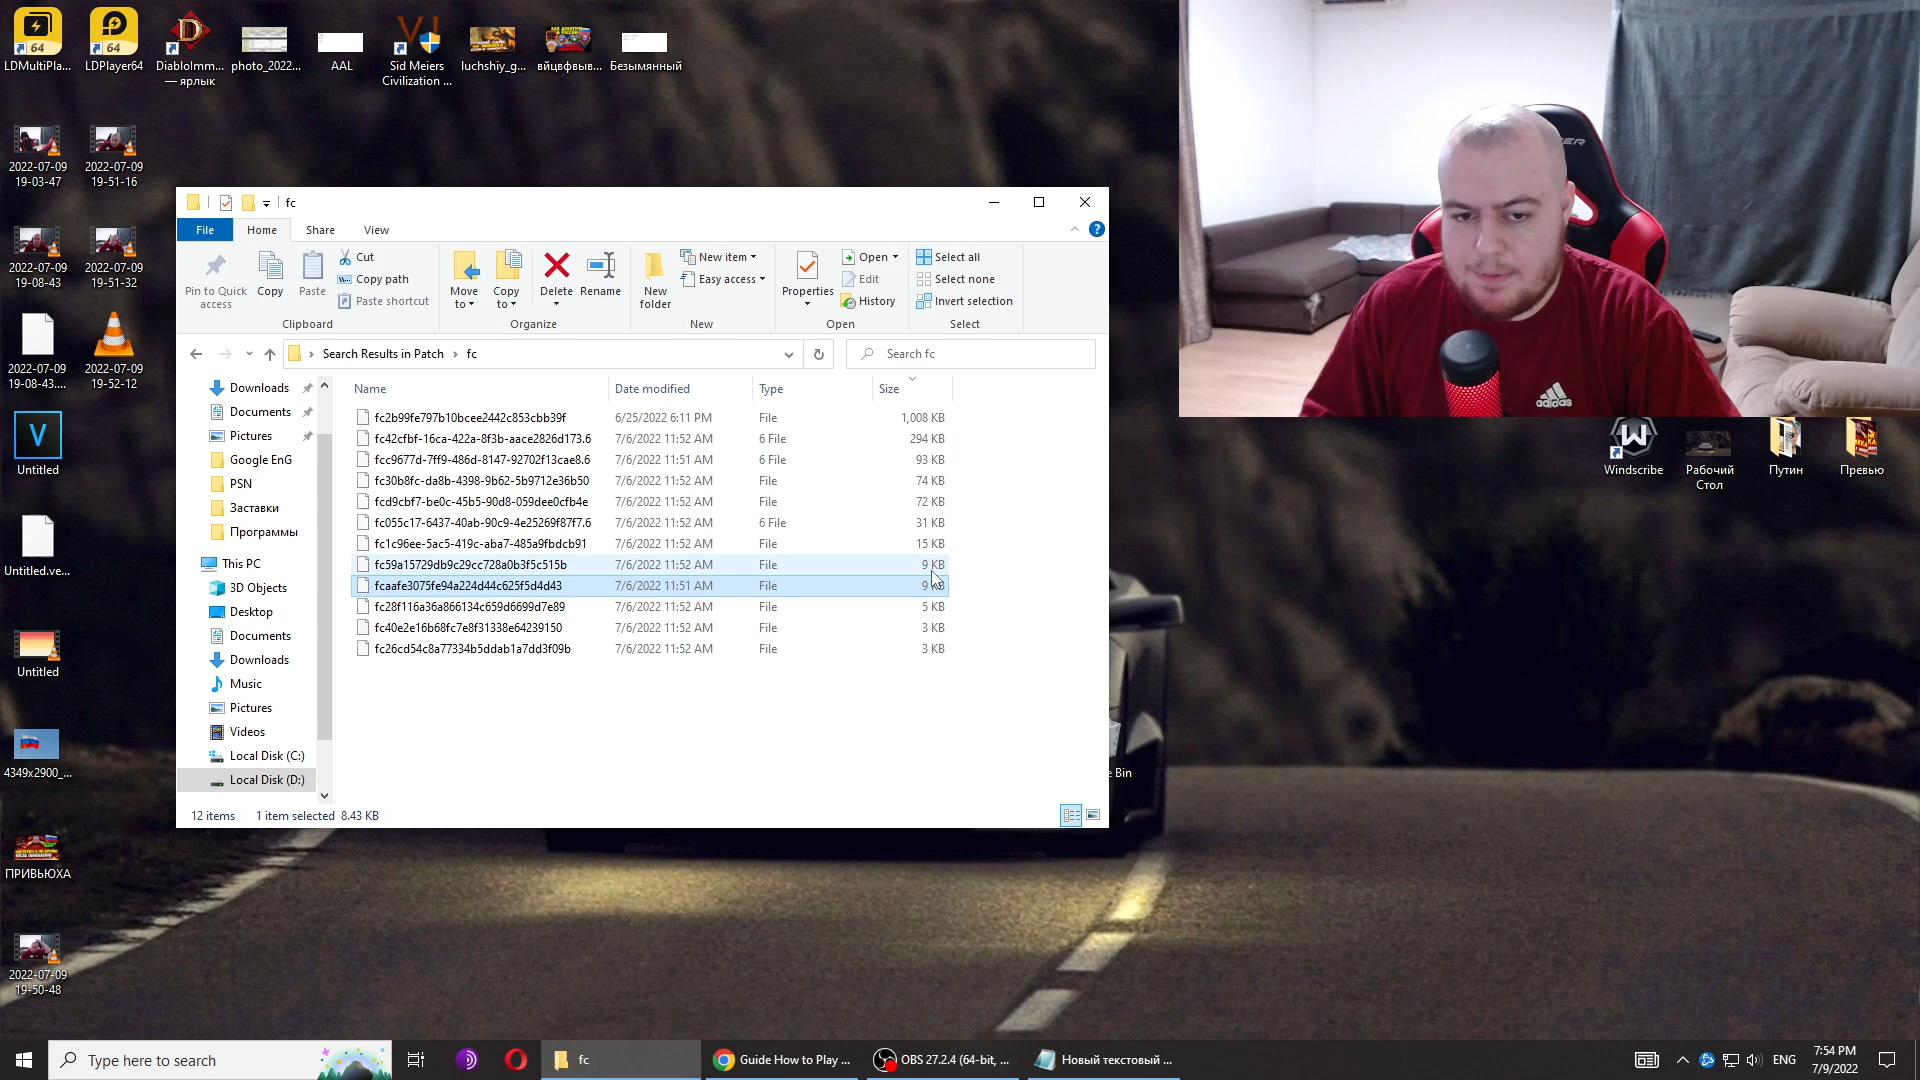 LDMultiPla...
LDPlayer64
DiabloImm...
— ярлык
photo_2022...
AAL
Sid Meiers
Civilization ...
luchshiy_g...
вйцвфвыв...
Безымянный
2022-07-09
19-03-47
2022-07-09
19-51-16
2022-07-09
19-08-43
2022-07-09
19-51-32
2022-07-09
19-08-43....
2022-07-09
19-52-12
Untitled
Untitled.ve...
Untitled
4349x2900_...
ПРИВЬЮХА
2022-07-09
19-50-48
fc
File
Home
Share
View
Pin to Quick
access
Copy
Paste
Cut
Copy path
Paste shortcut
Clipboard
Move
to
Copy
to
Delete
Rename
Organize
New
folder
New item
Easy access
New
Properties
Open
Edit
History
Open
Select all
Select none
Invert selection
Select
Search Results in Patch
fc
Search fc
Downloads
Documents
Pictures
Google EnG
PSN
Заставки
Программы
This PC
3D Objects
Desktop
Documents
Downloads
Music
Pictures
Videos
Local Disk (C:)
Local Disk (D:)
Name Date modified Type Size
fc2b99fe797b10bcee2442c853cbb39f 6/25/2022 6:11 PM File 1,008 KB
fc42cfbf-16ca-422a-8f3b-aace2826d173.6 7/6/2022 11:52 AM 6 File 294 KB
fcc9677d-7ff9-486d-8147-92702f13cae8.6 7/6/2022 11:51 AM 6 File 93 KB
fc30b8fc-da8b-4398-9b62-5b9712e36b50 7/6/2022 11:52 AM File 74 KB
fcd9cbf7-be0c-45b5-90d8-059dee0cfb4e 7/6/2022 11:52 AM File 72 KB
fc055c17-6437-40ab-90c9-4e25269f87f7.6 7/6/2022 11:52 AM 6 File 31 KB
fc1c96ee-5ac5-419c-aba7-485a9fbdcb91 7/6/2022 11:52 AM File 15 KB
fc59a15729db9c29cc728a0b3f5c515b 7/6/2022 11:52 AM File 9 KB
fcaafe3075fe94a224d44c625f5d4d43 7/6/2022 11:51 AM File 9 KB
fc28f116a36a866134c659d6699d7e89 7/6/2022 11:52 AM File 5 KB
fc40e2e16b68fc7e8f31338e64239150 7/6/2022 11:52 AM File 3 KB
fc26cd54c8a77334b5ddab1a7dd3f09b 7/6/2022 11:52 AM File 3 KB
12 items 1 item selected 8.43 KB
e Bin
adidas
Windscribe
Рабочий
Стол
Путин
Превью
Type here to search
fc
Guide How to Play ...
OBS 27.2.4 (64-bit, ...
Новый текстовый ...
ENG
7:54 PM
7/9/2022